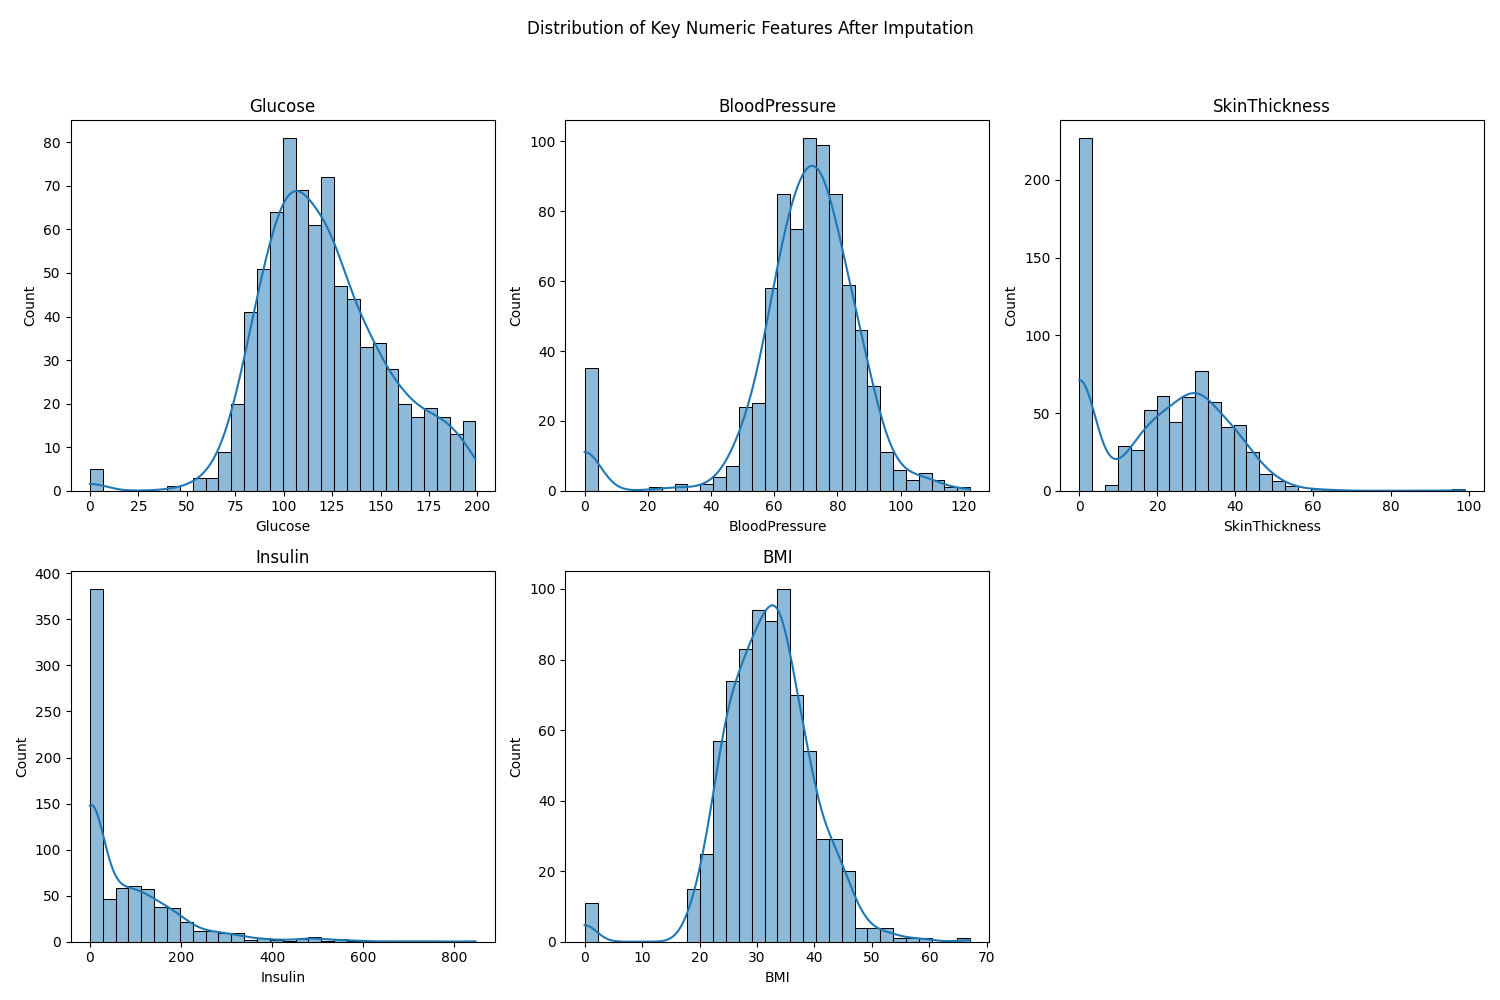 Distribution of Key Numeric Features After Imputation
Glucose
80
70
60
50
40
30
20
10
0
Count
0 25 50 75 100 125 150 175 200
Glucose
BloodPressure
100
80
60
40
20
0
Count
0 20 40 60 80 100 120
BloodPressure
SkinThickness
200
150
100
50
0
Count
0 20 40 60 80 100
SkinThickness
Insulin
400
350
300
250
200
150
100
50
0
Count
0 200 400 600 800
Insulin
BMI
100
80
60
40
20
0
Count
0 10 20 30 40 50 60 70
BMI